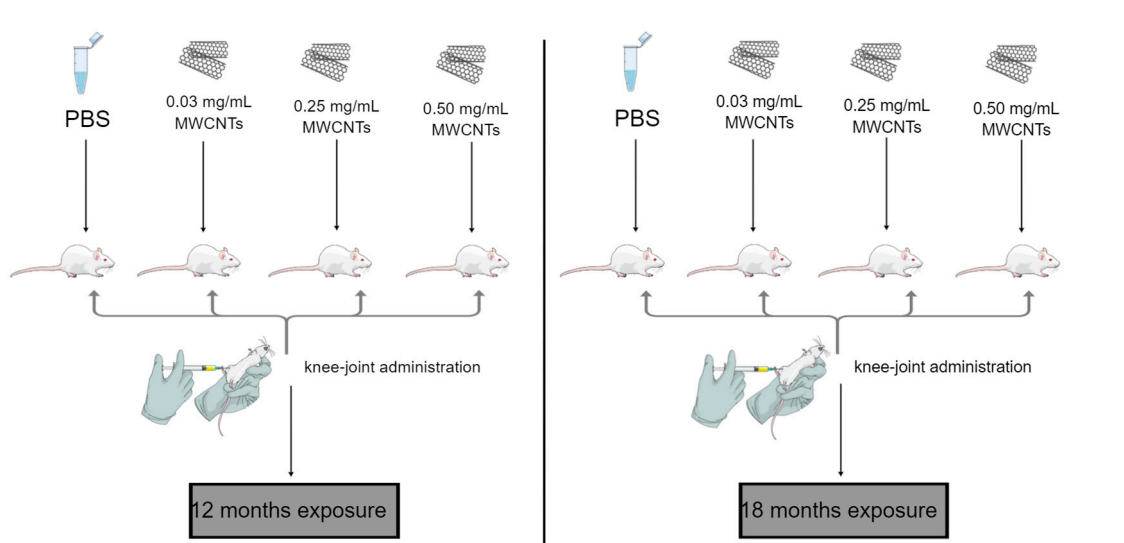 PBS
0.03 mg/mL
MWCNTs
0.25 mg/mL
MWCNTs
0.50 mg/mL
MWCNTs
knee-joint administration
12 months exposure
PBS
0.03 mg/mL
MWCNTs
0.25 mg/mL
MWCNTs
0.50 mg/mL
MWCNTs
knee-joint administration
18 months exposure